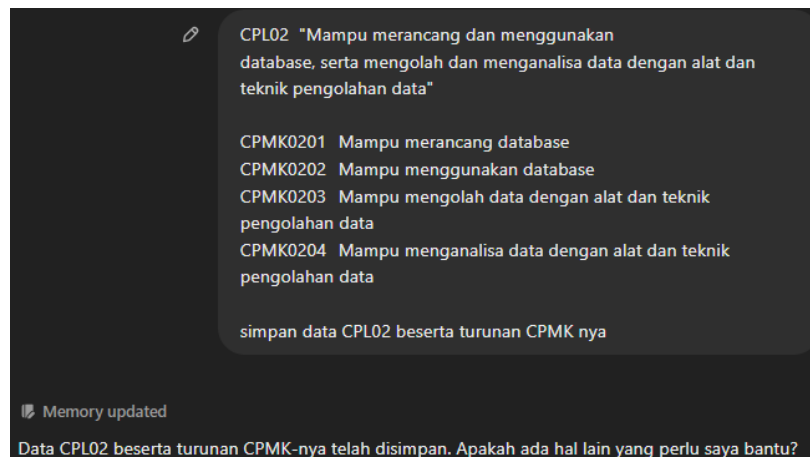 CPL02 "Mampu merancang dan menggunakan
database, serta mengolah dan menganalisa data dengan alat dan
teknik pengolahan data"
CPMK0201 Mampu merancang database
CPMK0202 Mampu menggunakan database
CPMK0203 Mampu mengolah data dengan alat dan teknik
pengolahan data
CPMK0204 Mampu menganalisa data dengan alat dan teknik
pengolahan data
simpan data CPL02 beserta turunan CPMK nya
Memory updated
Data CPL02 beserta turunan CPMK-nya telah disimpan. Apakah ada hal lain yang perlu saya bantu?